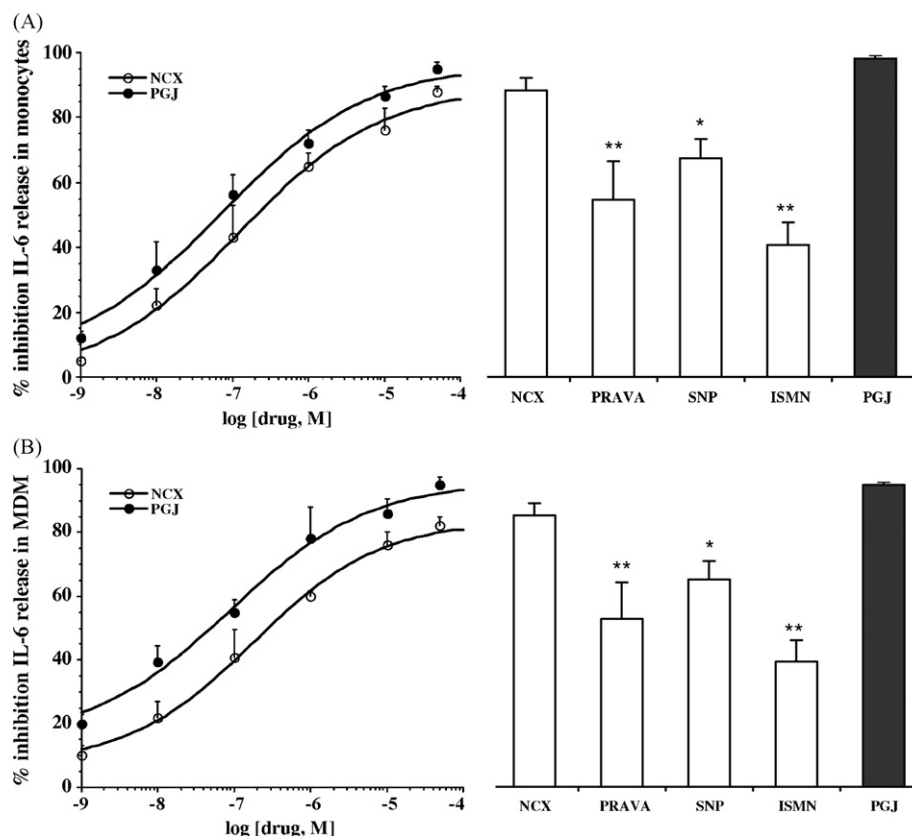 (A)
% inhibition IL-6 release in monocytes
100
80
60
40
20
0
NCX
PGJ
-9 -8 -7 -6 -5 -4
log [drug, M]
** * **
NCX PRAVA SNP ISMN PGJ
(B)
% inhibition IL-6 release in MDM
100
80
60
40
20
0
NCX
PGJ
-9 -8 -7 -6 -5 -4
log [drug, M]
** * **
NCX PRAVA SNP ISMN PGJ